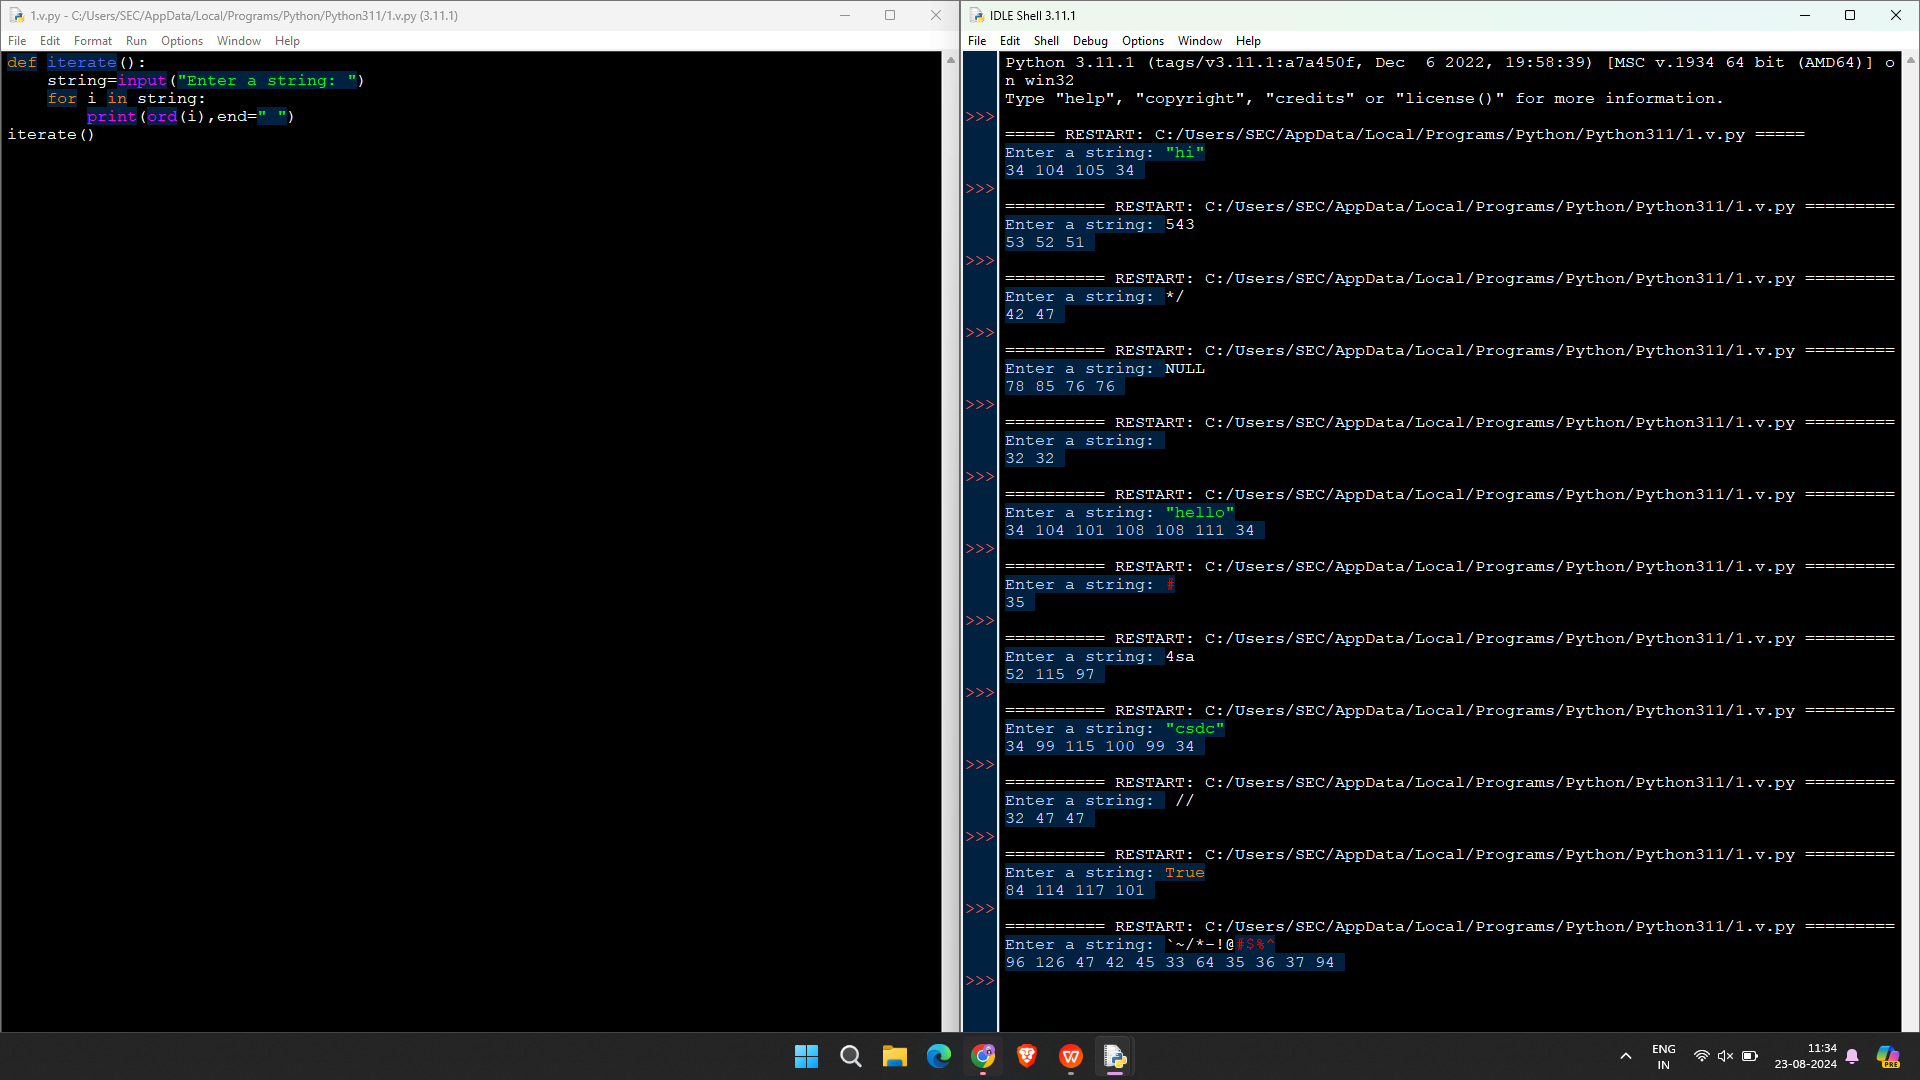 1.v.py - C:/Users/SEC/AppData/Local/Programs/Python/Python311/1.v.py (3.11.1)
File Edit Format Run Options Window Help
def iterate():
    string=input("Enter a string: ")
    for i in string:
        print(ord(i),end=" ")
iterate()
IDLE Shell 3.11.1
File Edit Shell Debug Options Window Help
Python 3.11.1 (tags/v3.11.1:a7a450f, Dec  6 2022, 19:58:39) [MSC v.1934 64 bit (AMD64)] o
n win32
Type "help", "copyright", "credits" or "license()" for more information.
>>>
===== RESTART: C:/Users/SEC/AppData/Local/Programs/Python/Python311/1.v.py =====
Enter a string: "hi"
34 104 105 34
>>>
========== RESTART: C:/Users/SEC/AppData/Local/Programs/Python/Python311/1.v.py =========
Enter a string: 543
53 52 51
>>>
========== RESTART: C:/Users/SEC/AppData/Local/Programs/Python/Python311/1.v.py =========
Enter a string: */
42 47
>>>
========== RESTART: C:/Users/SEC/AppData/Local/Programs/Python/Python311/1.v.py =========
Enter a string: NULL
78 85 76 76
>>>
========== RESTART: C:/Users/SEC/AppData/Local/Programs/Python/Python311/1.v.py =========
Enter a string:
32 32
>>>
========== RESTART: C:/Users/SEC/AppData/Local/Programs/Python/Python311/1.v.py =========
Enter a string: "hello"
34 104 101 108 108 111 34
>>>
========== RESTART: C:/Users/SEC/AppData/Local/Programs/Python/Python311/1.v.py =========
Enter a string: #
35
>>>
========== RESTART: C:/Users/SEC/AppData/Local/Programs/Python/Python311/1.v.py =========
Enter a string: 4sa
52 115 97
>>>
========== RESTART: C:/Users/SEC/AppData/Local/Programs/Python/Python311/1.v.py =========
Enter a string: "csdc"
34 99 115 100 99 34
>>>
========== RESTART: C:/Users/SEC/AppData/Local/Programs/Python/Python311/1.v.py =========
Enter a string:  //
32 47 47
>>>
========== RESTART: C:/Users/SEC/AppData/Local/Programs/Python/Python311/1.v.py =========
Enter a string: True
84 114 117 101
>>>
========== RESTART: C:/Users/SEC/AppData/Local/Programs/Python/Python311/1.v.py =========
Enter a string: `~/*-!@#$%^
96 126 47 42 45 33 64 35 36 37 94
>>>
ENG
IN
11:34
23-08-2024
PRE